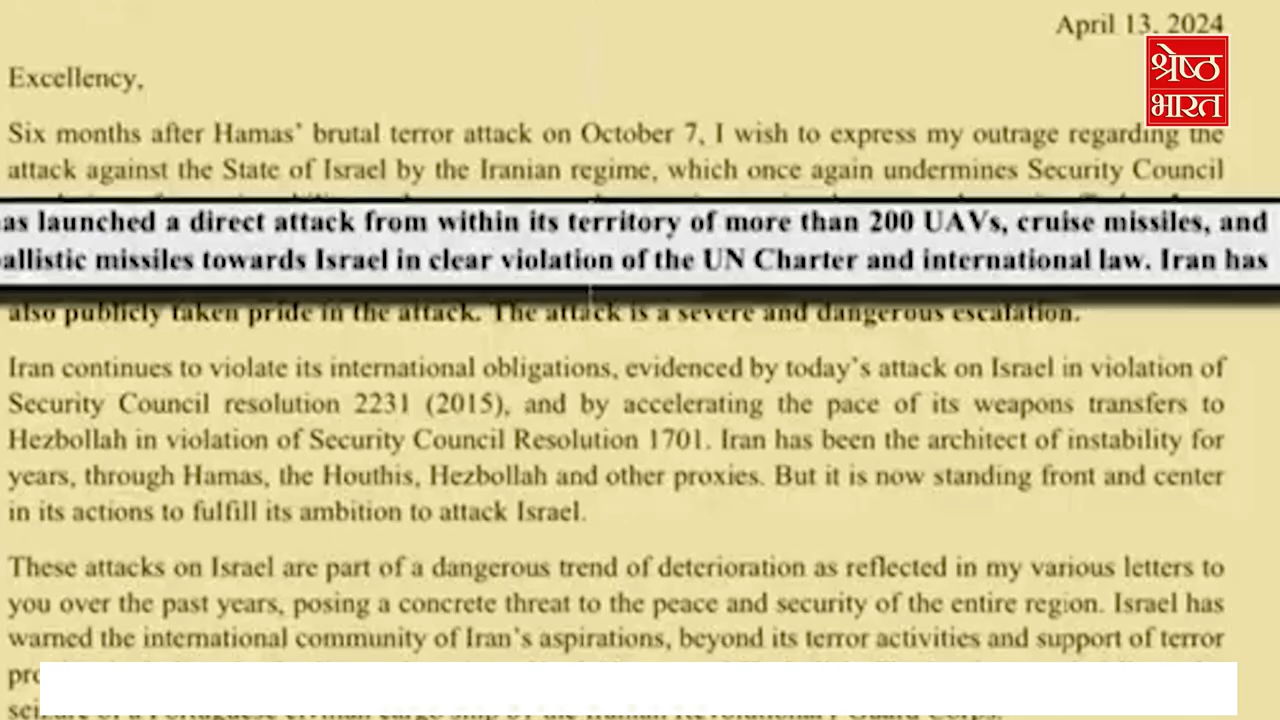 April 13, 2024
श्रेष्ठ
भारत
Excellency,
Six months after Hamas' brutal terror attack on October 7, I wish to express my outrage regarding the
attack against the State of Israel by the Iranian regime, which once again undermines Security Council
as launched a direct attack from within its territory of more than 200 UAVs, cruise missiles, and
allistic missiles towards Israel in clear violation of the UN Charter and international law. Iran has
also publicly taken pride in the attack. The attack is a severe and dangerous escalation.
Iran continues to violate its international obligations, evidenced by today's attack on Israel in violation of
Security Council resolution 2231 (2015), and by accelerating the pace of its weapons transfers to
Hezbollah in violation of Security Council Resolution 1701. Iran has been the architect of instability for
years, through Hamas, the Houthis, Hezbollah and other proxies. But it is now standing front and center
in its actions to fulfill its ambition to attack Israel.
These attacks on Israel are part of a dangerous trend of deterioration as reflected in my various letters to
you over the past years, posing a concrete threat to the peace and security of the entire region. Israel has
warned the international community of Iran's aspirations, beyond its terror activities and support of terror